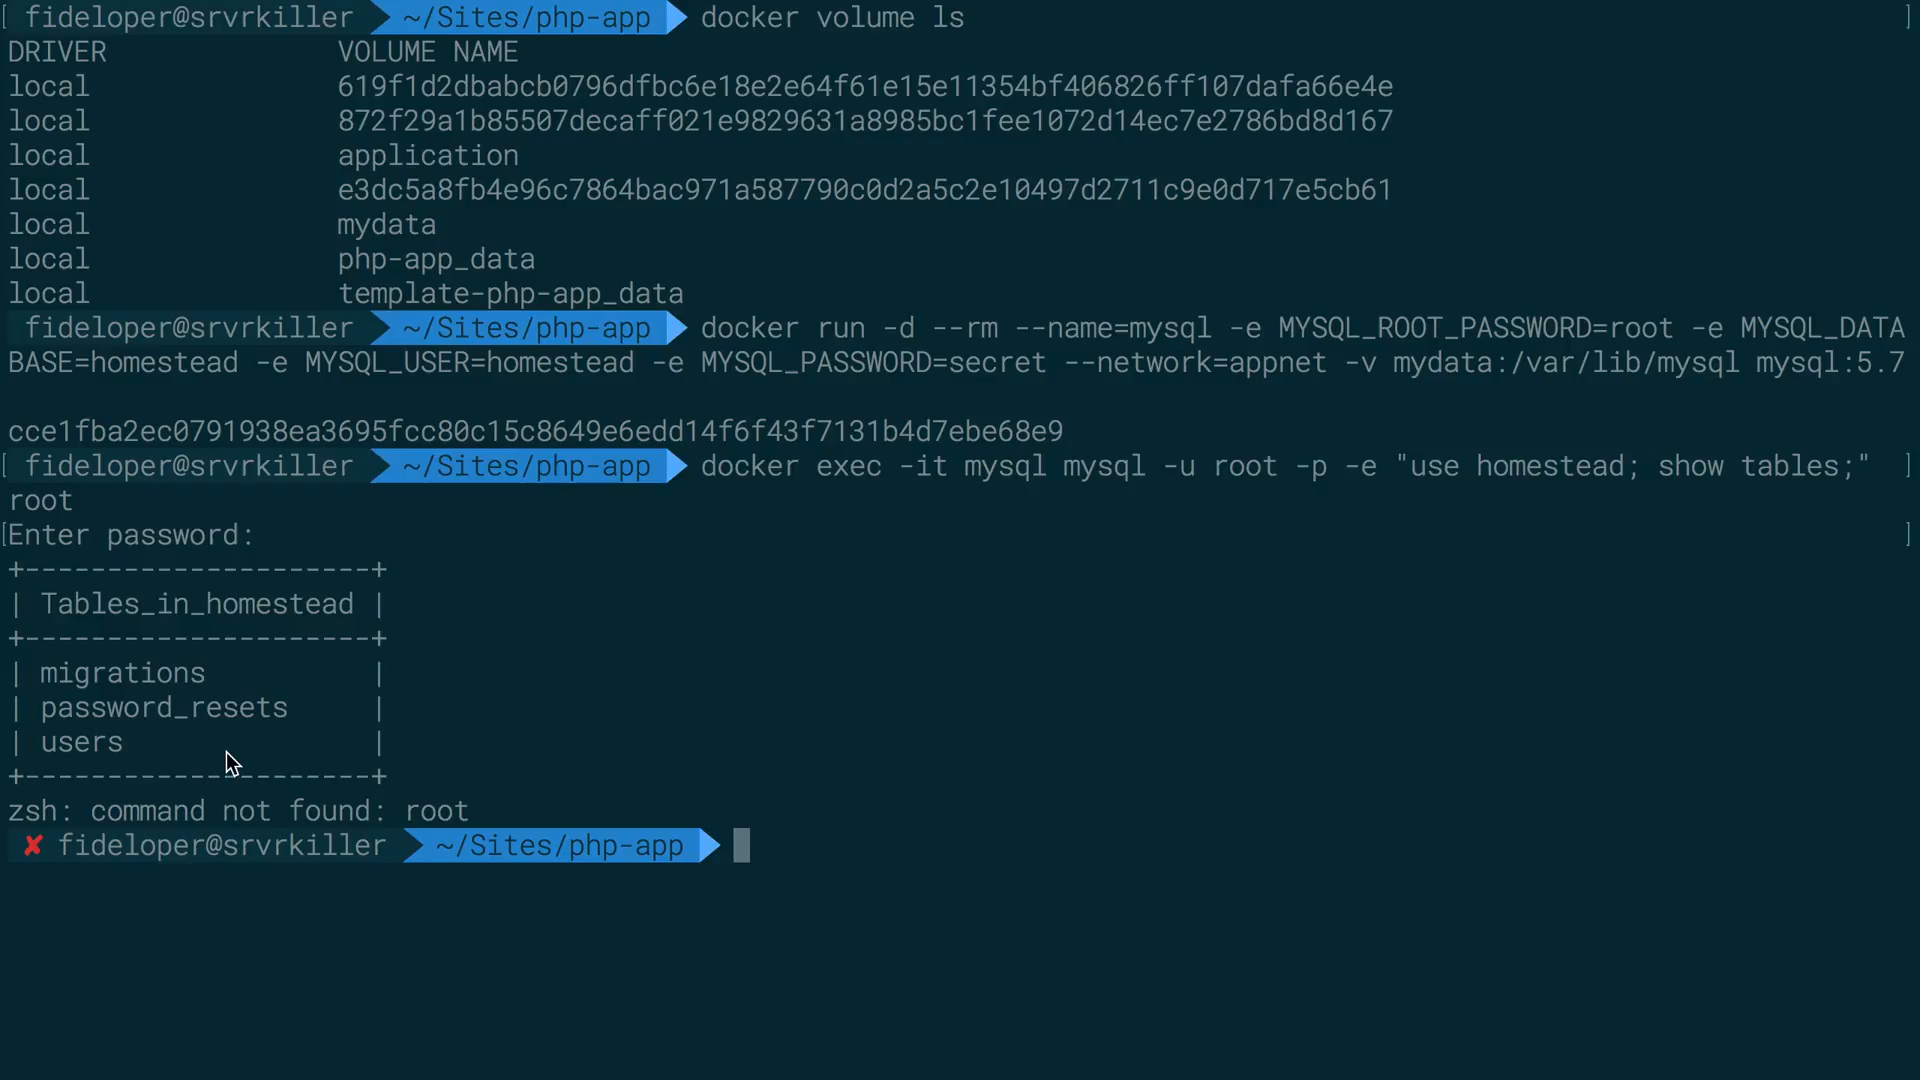 [ fideloper@srvrkiller ~/Sites/php-app docker volume ls ]
DRIVER VOLUME NAME
local 619f1d2dbabcb0796dfbc6e18e2e64f61e15e11354bf406826ff107dafa66e4e
local 872f29a1b85507decaff021e9829631a8985bc1fee1072d14ec7e2786bd8d167
local application
local e3dc5a8fb4e96c7864bac971a587790c0d2a5c2e10497d2711c9e0d717e5cb61
local mydata
local php-app_data
local template-php-app_data
fideloper@srvrkiller ~/Sites/php-app docker run -d --rm --name=mysql -e MYSQL_ROOT_PASSWORD=root -e MYSQL_DATA
BASE=homestead -e MYSQL_USER=homestead -e MYSQL_PASSWORD=secret --network=appnet -v mydata:/var/lib/mysql mysql:5.7
cce1fba2ec0791938ea3695fcc80c15c8649e6edd14f6f43f7131b4d7ebe68e9
[ fideloper@srvrkiller ~/Sites/php-app docker exec -it mysql mysql -u root -p -e "use homestead; show tables;" ]
root
[Enter password: ]
+---------------------+
| Tables_in_homestead |
+---------------------+
| migrations |
| password_resets |
| users |
+---------------------+
zsh: command not found: root
✘ fideloper@srvrkiller ~/Sites/php-app